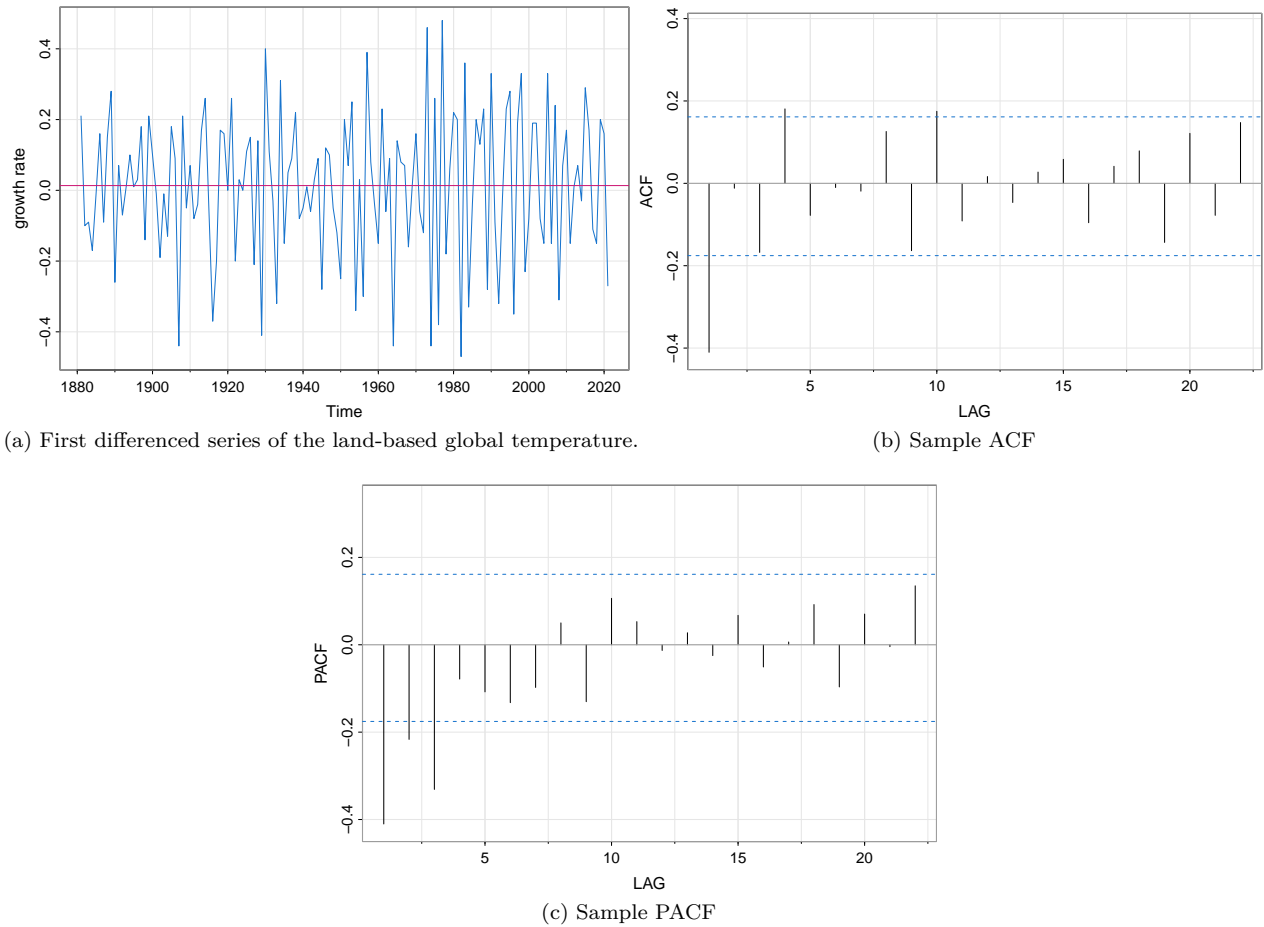 growth rate
0.4
0.2
0.0
−0.2
−0.4
1880 1900 1920 1940 1960 1980 2000 2020
Time
(a) First differenced series of the land-based global temperature.
ACF
0.4
0.2
0.0
−0.2
−0.4
5 10 15 20
LAG
(b) Sample ACF
PACF
0.2
0.0
−0.2
−0.4
5 10 15 20
LAG
(c) Sample PACF